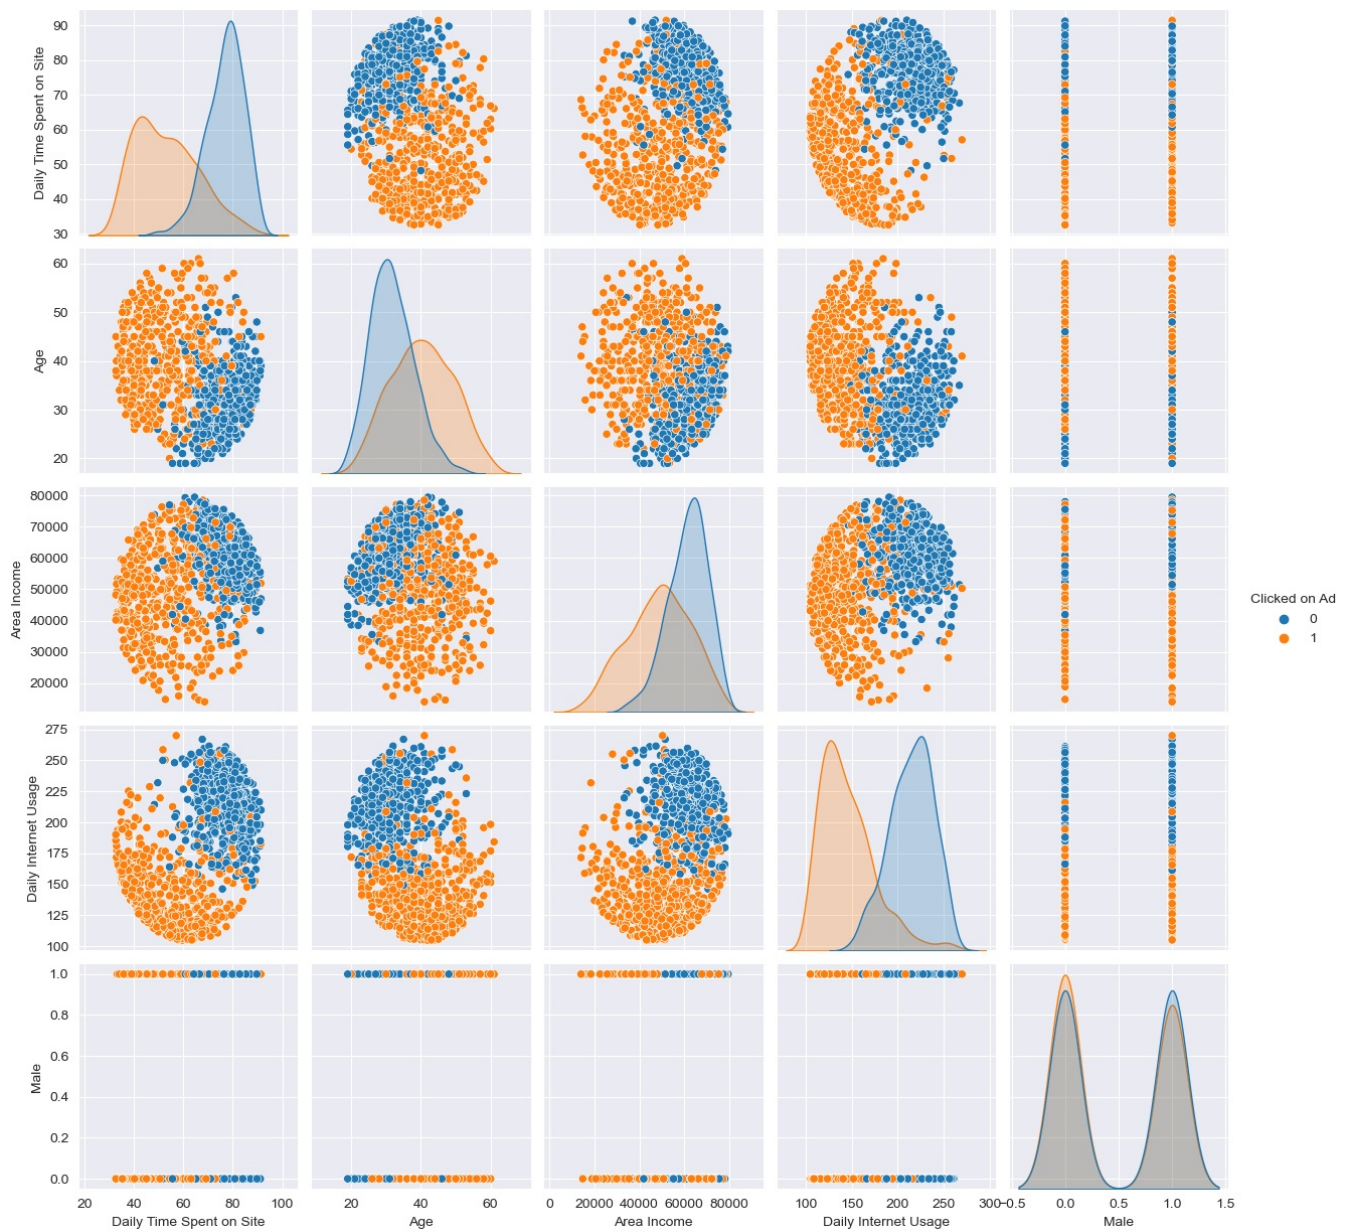 90
80
70
60
50
40
30
Daily Time Spent on Site
60
50
40
30
20
Age
80000
70000
60000
50000
40000
30000
20000
Area Income
Clicked on Ad
0
1
275
250
225
200
175
150
125
100
Daily Internet Usage
1.0
0.8
0.6
0.4
0.2
0.0
Male
20 40 60 80 100
Daily Time Spent on Site
20 40 60
Age
0 20000 40000 60000 80000
Area Income
100 150 200 250 300
Daily Internet Usage
−0.5 0.0 0.5 1.0 1.5
Male